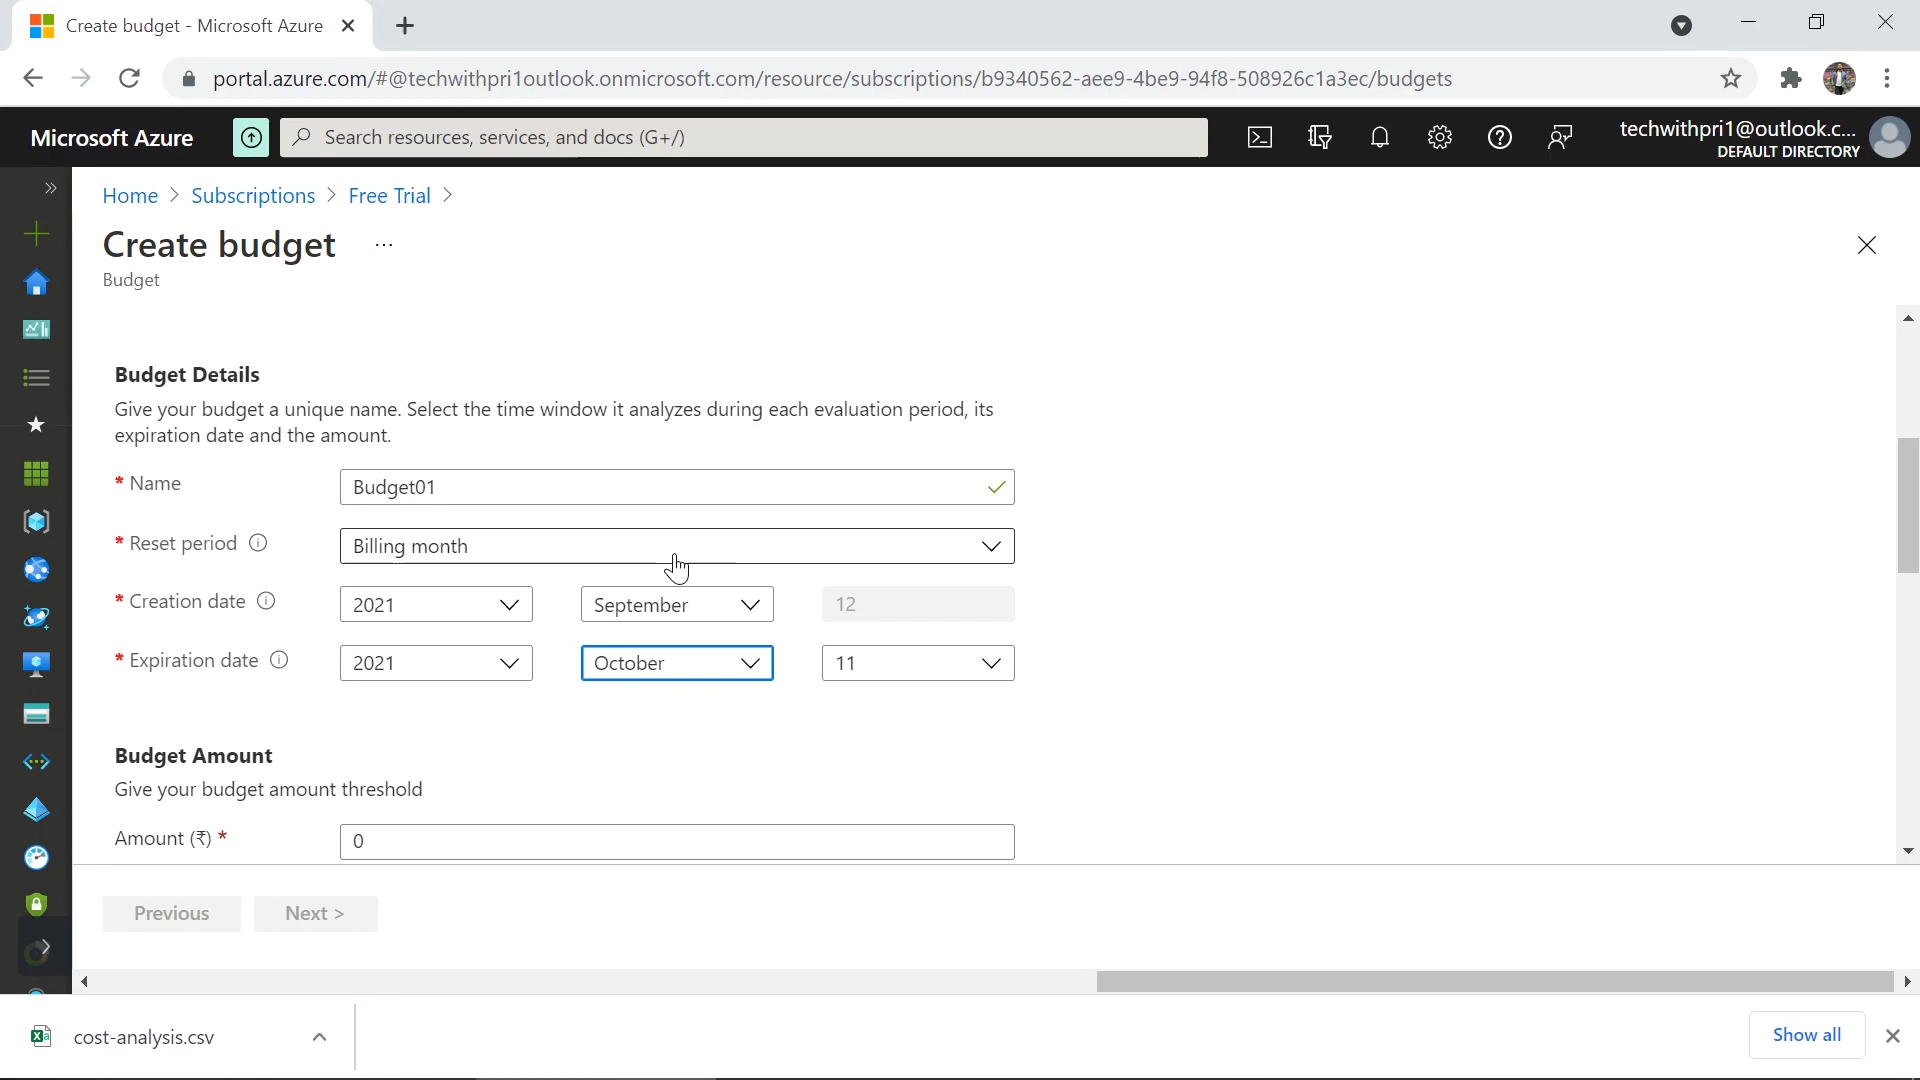 Create budget - Microsoft Azure
portal.azure.com/#@techwithpri1outlook.onmicrosoft.com/resource/subscriptions/b9340562-aee9-4be9-94f8-508926c1a3ec/budgets
Microsoft Azure
Search resources, services, and docs (G+/)
techwithpri1@outlook.c...
DEFAULT DIRECTORY
Home > Subscriptions > Free Trial >
Create budget ...
Budget
Budget Details
Give your budget a unique name. Select the time window it analyzes during each evaluation period, its
expiration date and the amount.
* Name
Budget01
* Reset period
Billing month
* Creation date
2021 September 12
* Expiration date
2021 October 11
Budget Amount
Give your budget amount threshold
Amount (₹) *
0
Previous
Next >
cost-analysis.csv
Show all